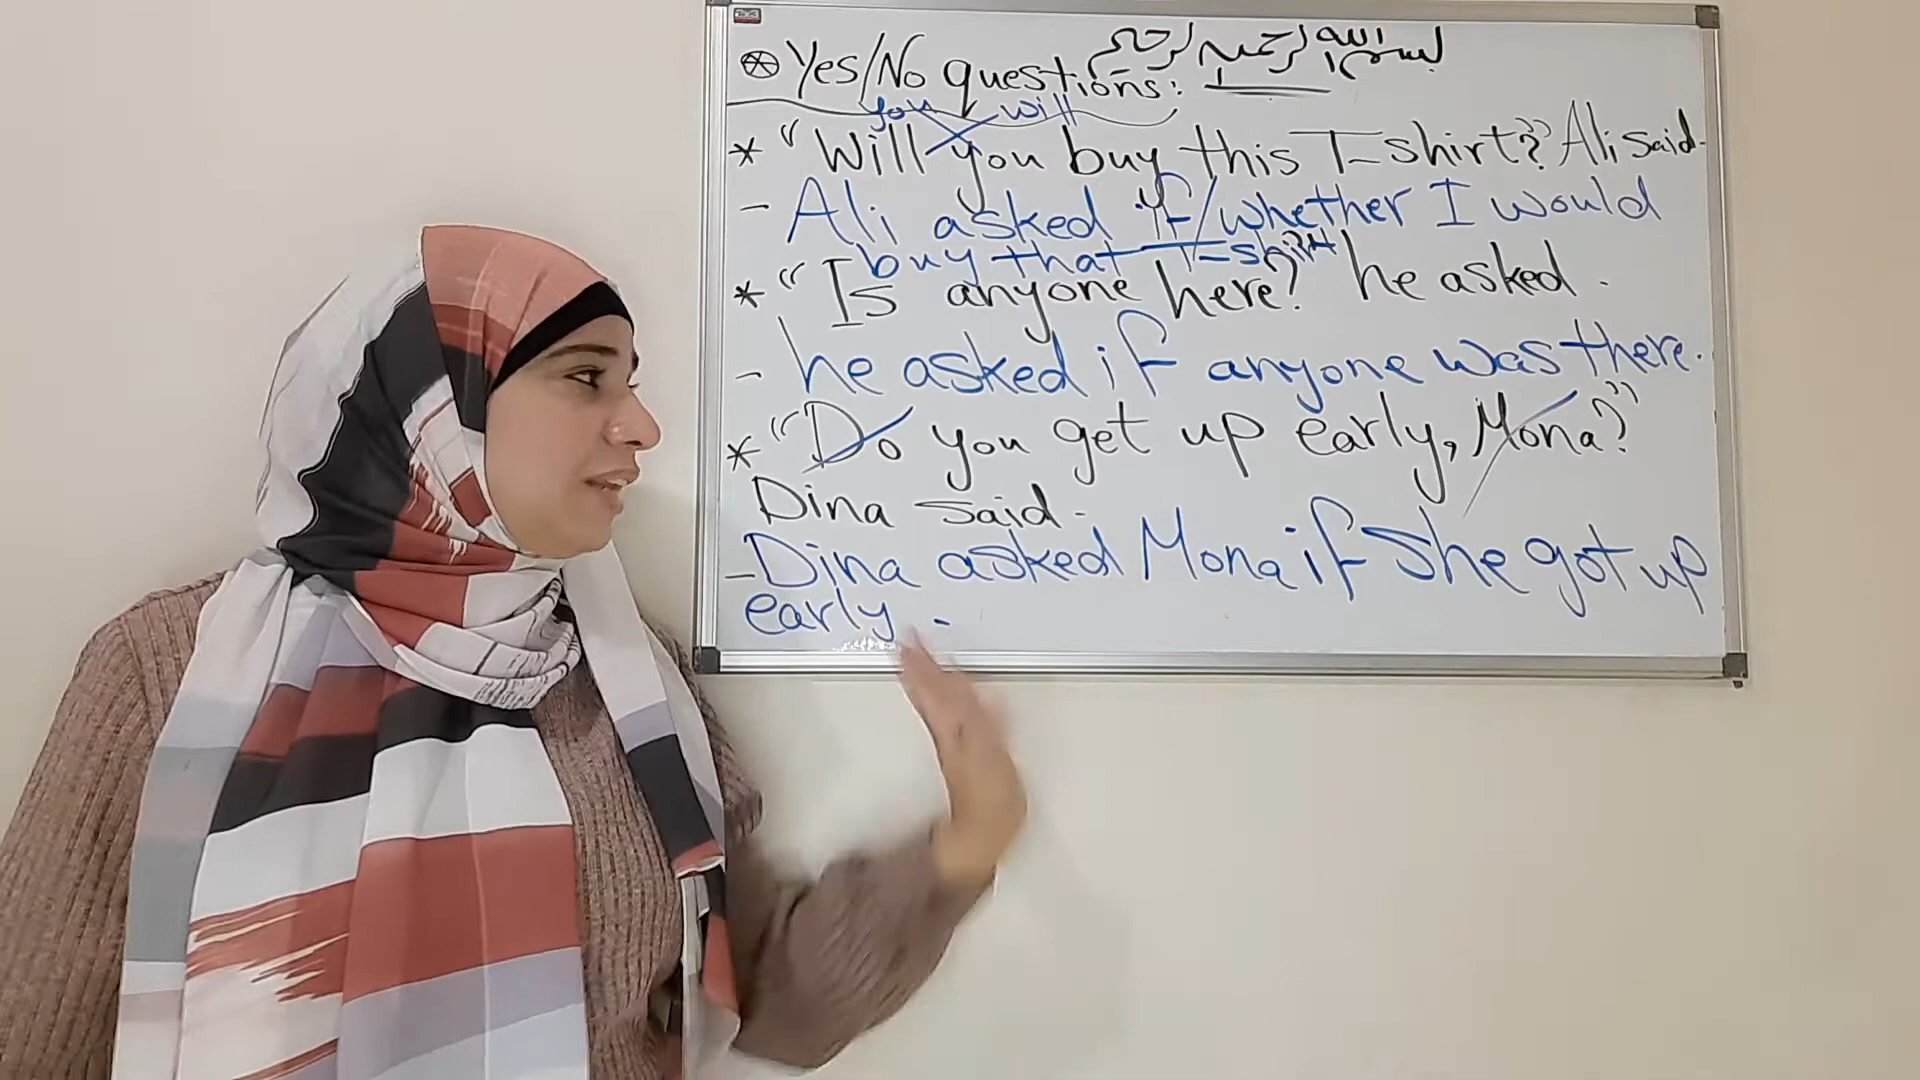 بسم الله الرحمن الرحيم
Yes/No questions:
you will
* "Will you buy this T-shirt?" Ali said.
- Ali asked if/whether I would
buy that T-shirt
* "Is anyone here?" he asked.
- he asked if anyone was there.
* "Do you get up early, Mona?"
Dina said.
- Dina asked Mona if she got up
early.